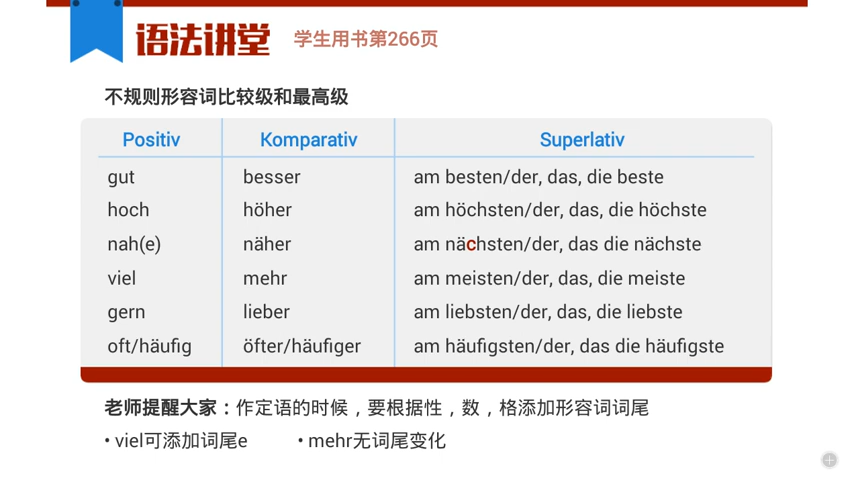 语法讲堂 学生用书第266页
不规则形容词比较级和最高级
Positiv Komparativ Superlativ
gut besser am besten/der, das, die beste
hoch höher am höchsten/der, das, die höchste
nah(e) näher am nächsten/der, das die nächste
viel mehr am meisten/der, das, die meiste
gern lieber am liebsten/der, das, die liebste
oft/häufig öfter/häufiger am häufigsten/der, das die häufigste
老师提醒大家：作定语的时候，要根据性，数，格添加形容词词尾
• viel可添加词尾e • mehr无词尾变化